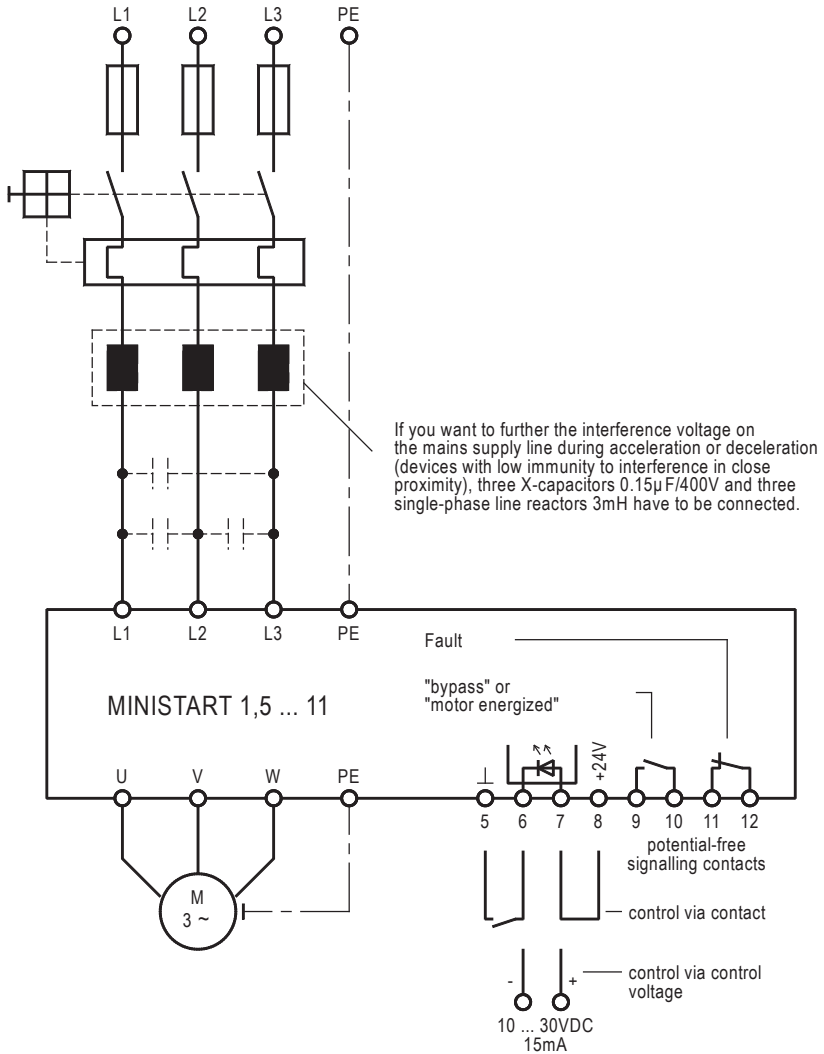 L1 L2 L3 PE
If you want to further the interference voltage on
the mains supply line during acceleration or deceleration
(devices with low immunity to interference in close
proximity), three X-capacitors 0.15µF/400V and three
single-phase line reactors 3mH have to be connected.
L1 L2 L3 PE
Fault
"bypass" or
"motor energized"
MINISTART 1,5 ... 11
+24V
U V W PE
5 6 7 8 9 10 11 12
potential-free
signalling contacts
M
3 ~
control via contact
- +
control via control
voltage
10 ... 30VDC
15mA